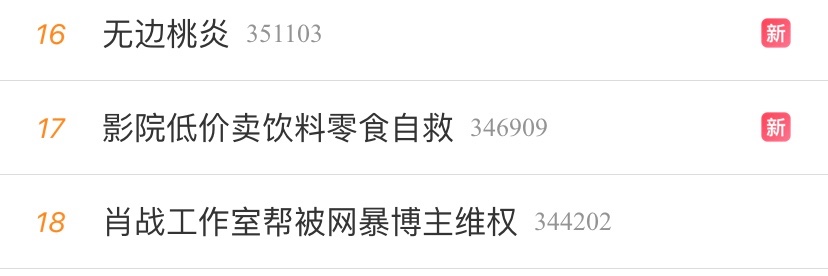 16 无边桃炎 351103 新
17 影院低价卖饮料零食自救 346909 新
18 肖战工作室帮被网暴博主维权 344202